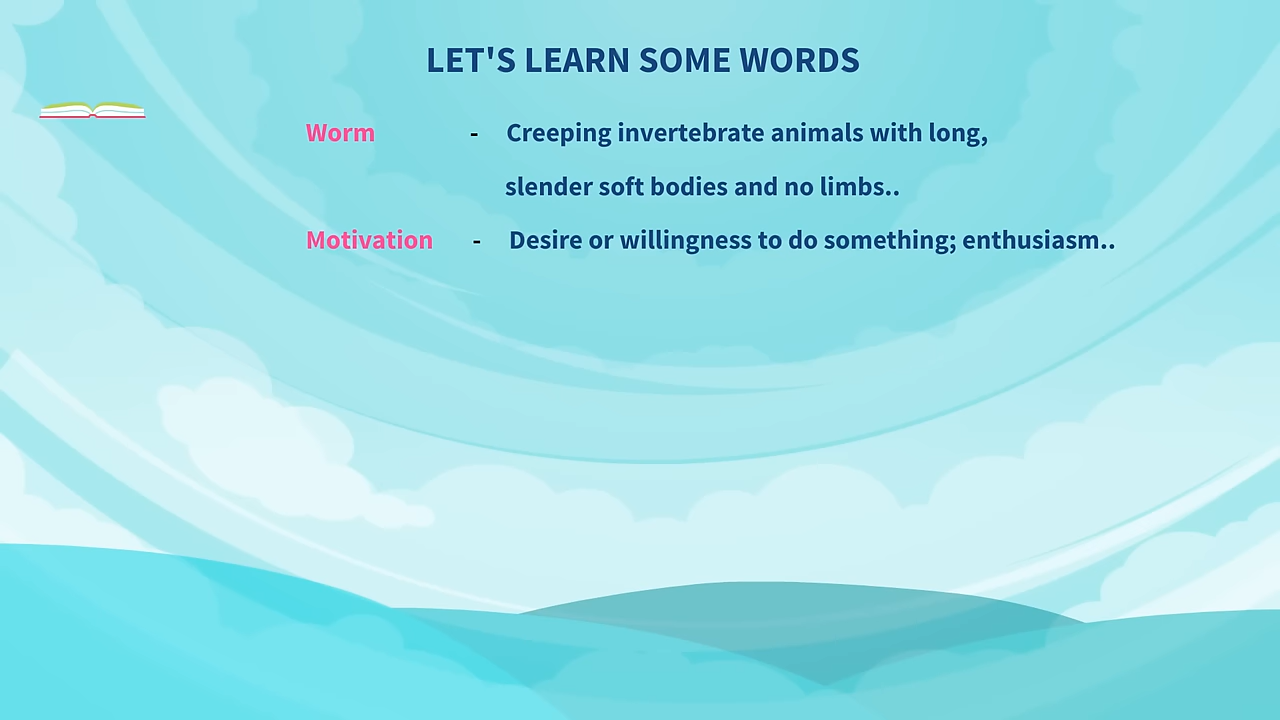 LET'S LEARN SOME WORDS
Worm - Creeping invertebrate animals with long,
slender soft bodies and no limbs..
Motivation - Desire or willingness to do something; enthusiasm..